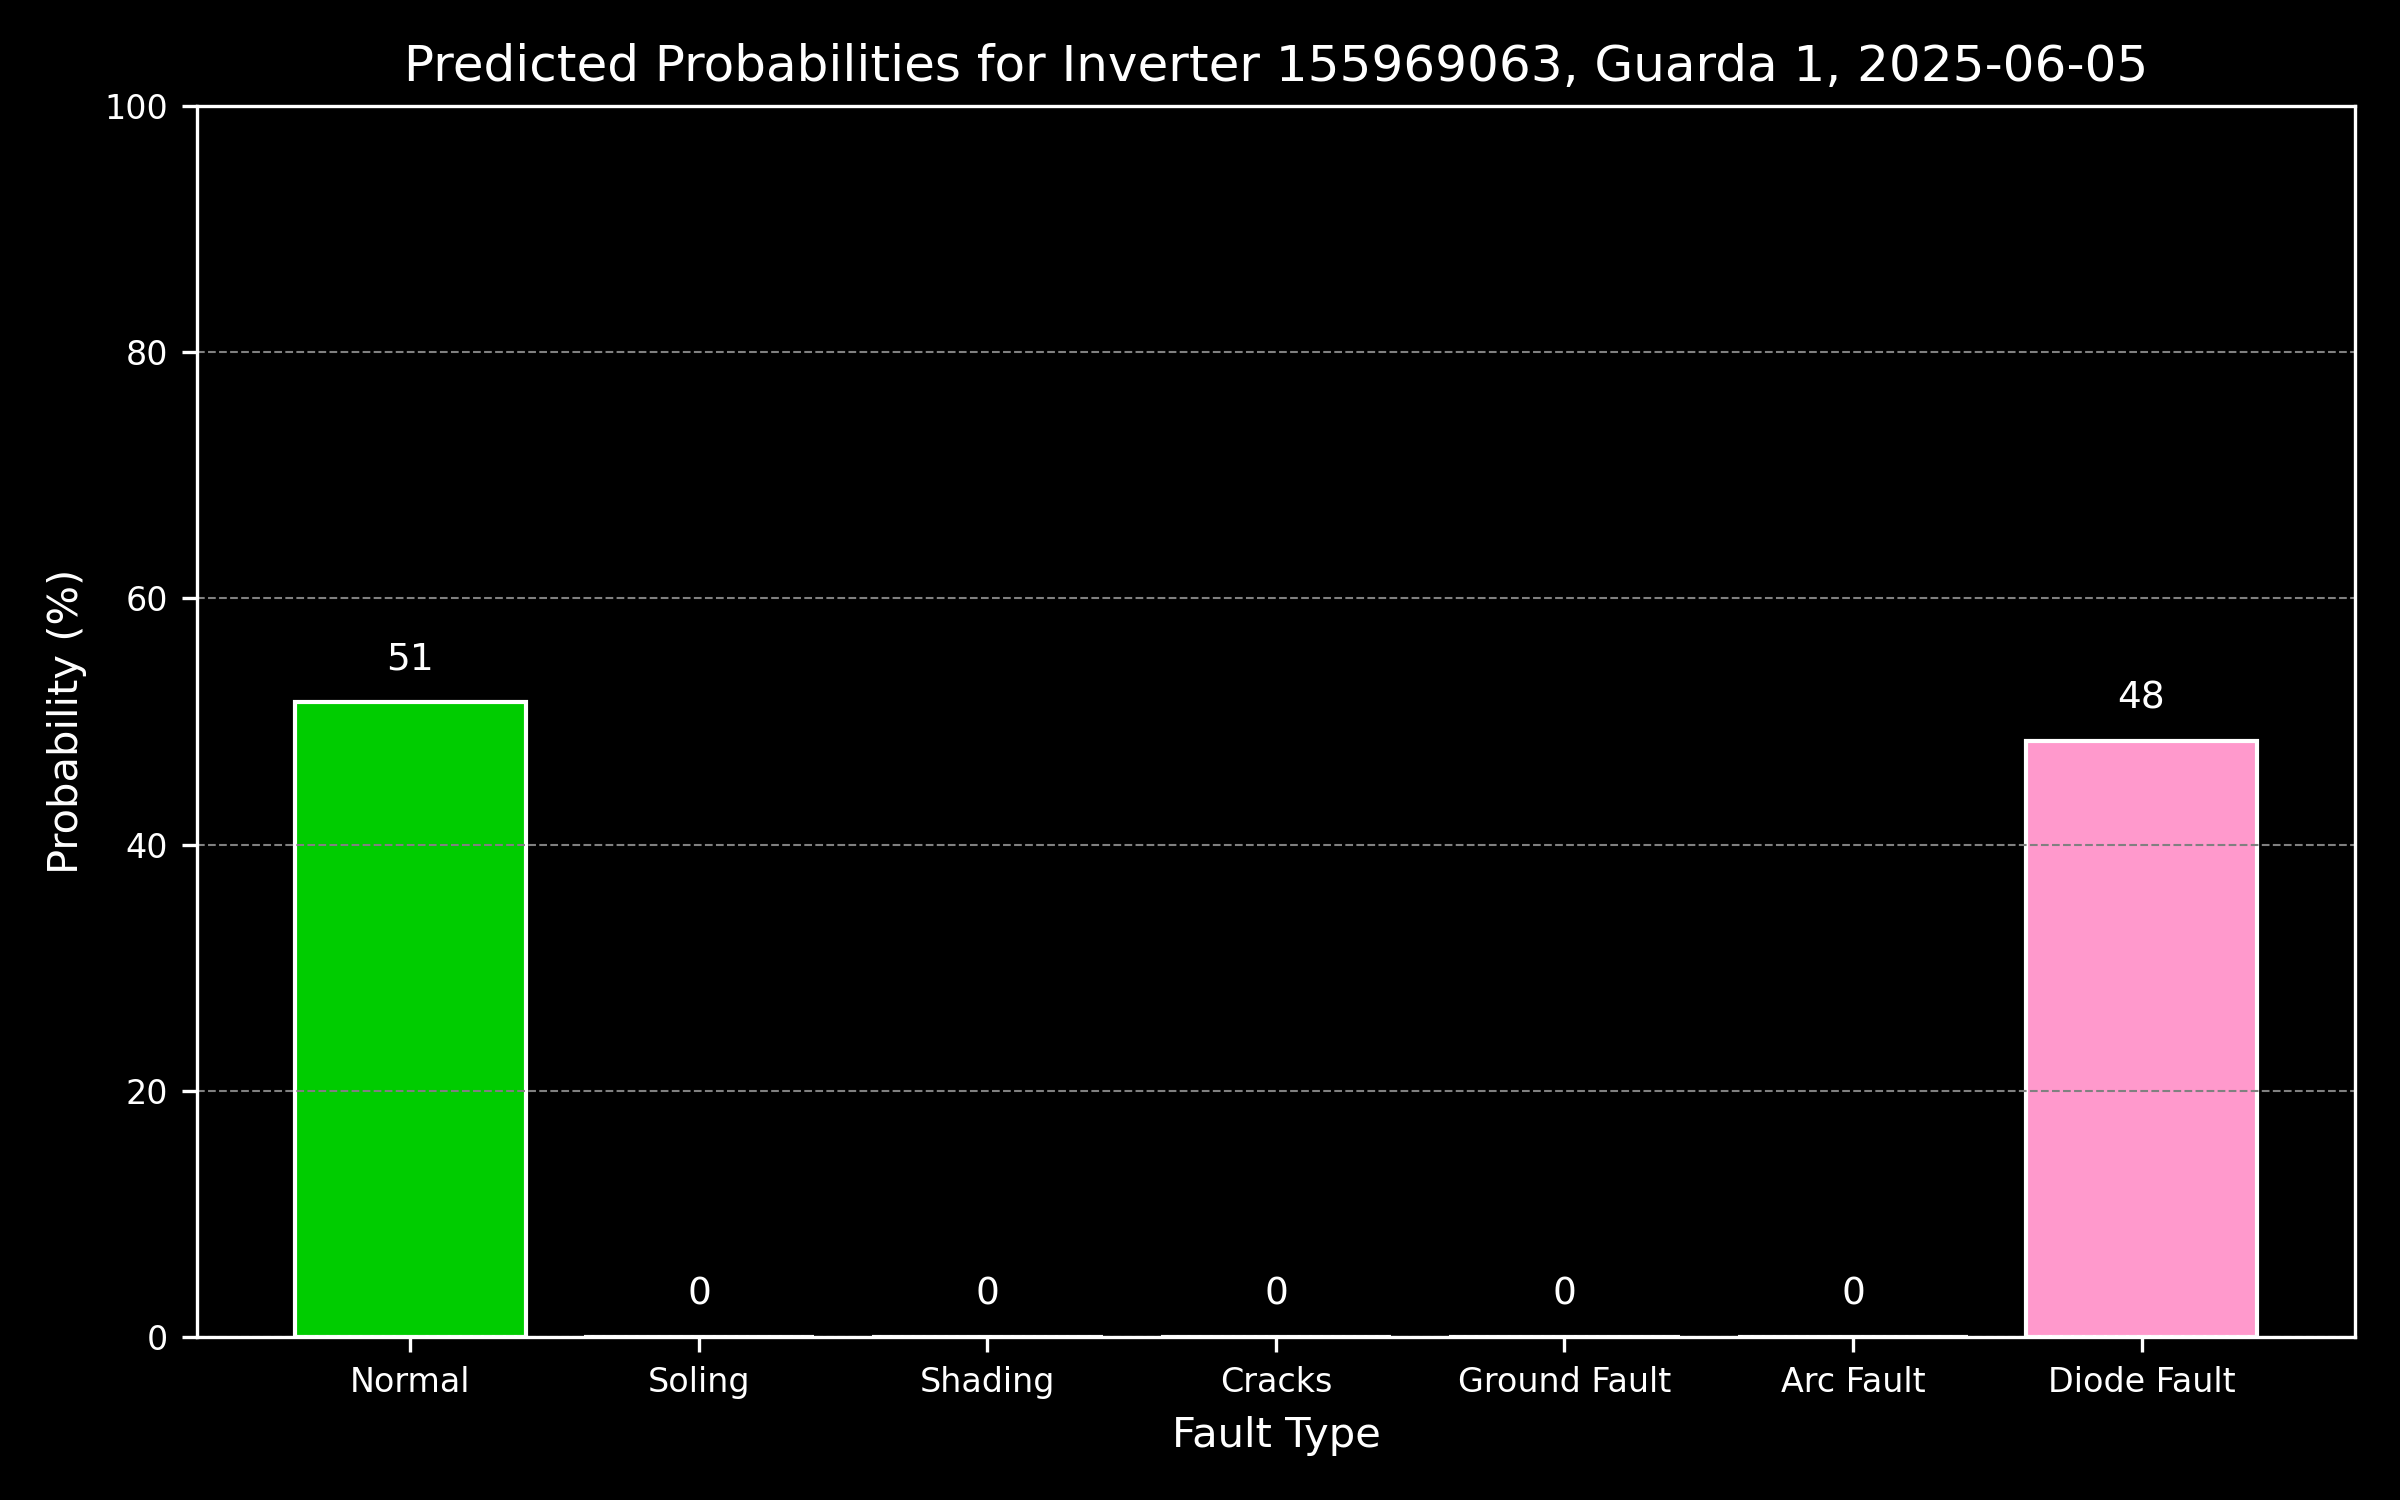 Predicted Probabilities for Inverter 155969063, Guarda 1, 2025-06-05
100
80
60
40
20
0
Probability (%)
51
0
0
0
0
0
48
Normal
Soling
Shading
Cracks
Ground Fault
Arc Fault
Diode Fault
Fault Type